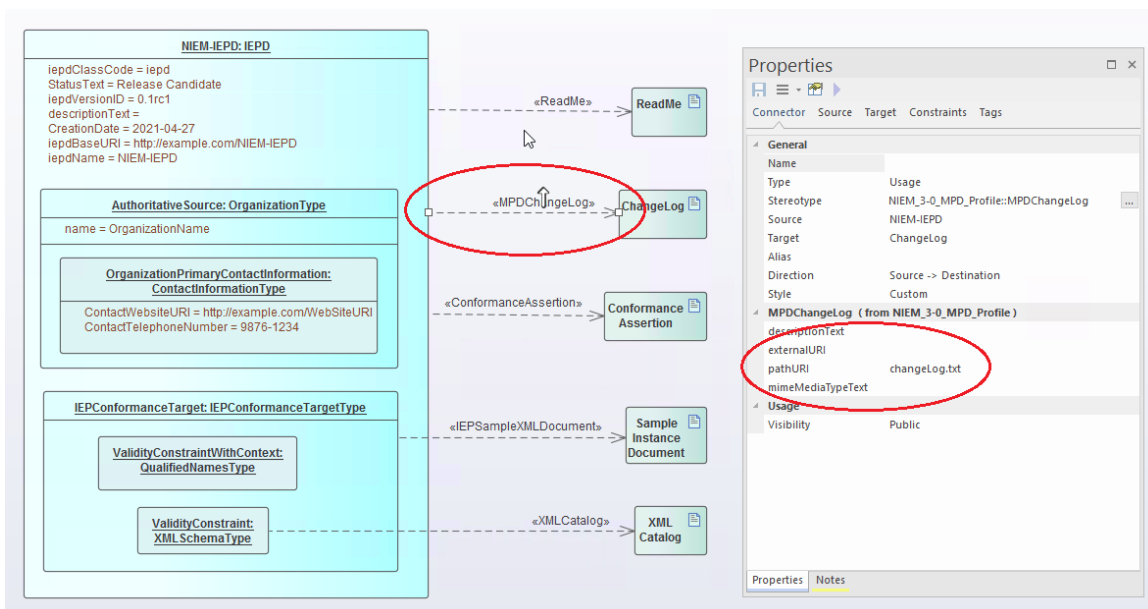 NIEM-IEPD: IEPD
iepdClassCode = iepd
StatusText = Release Candidate
iepdVersionID = 0.1rc1
descriptionText =
CreationDate = 2021-04-27
iepdBaseURI = http://example.com/NIEM-IEPD
iepdName = NIEM-IEPD
AuthoritativeSource: OrganizationType
name = OrganizationName
OrganizationPrimaryContactInformation:
ContactInformationType
ContactWebsiteURI = http://example.com/WebSiteURI
ContactTelephoneNumber = 9876-1234
IEPConformanceTarget: IEPConformanceTargetType
ValidityConstraintWithContext:
QualifiedNamesType
ValidityConstraint:
XMLSchemaType
«ReadMe»
ReadMe
«MPDChangeLog»
ChangeLog
«ConformanceAssertion»
Conformance
Assertion
«IEPSampleXMLDocument»
Sample
Instance
Document
«XMLCatalog»
XML
Catalog
Properties
Connector Source Target Constraints Tags
General
Name
Type Usage
Stereotype NIEM_3-0_MPD_Profile::MPDChangeLog ...
Source NIEM-IEPD
Target ChangeLog
Alias
Direction Source -> Destination
Style Custom
MPDChangeLog ( from NIEM_3-0_MPD_Profile )
descriptionText
externalURI
pathURI changeLog.txt
mimeMediaTypeText
Usage
Visibility Public
Properties Notes